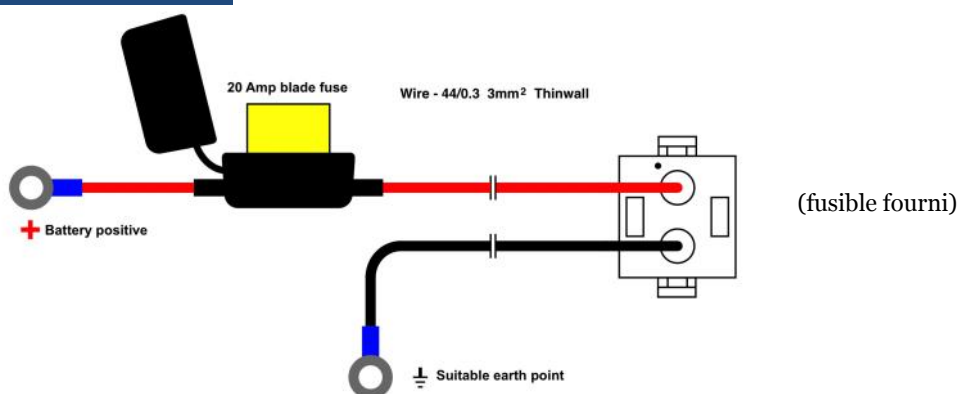 20 Amp blade fuse
Wire - 44/0.3 3mm² Thinwall
(fusible fourni)
+ Battery positive
Suitable earth point